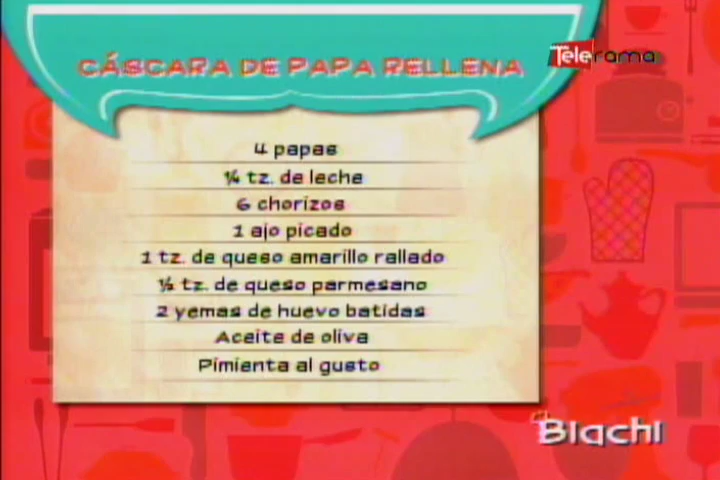 CÁSCARA DE PAPA RELLENA
Telerama
4 papas
¼ tz. de leche
6 chorizos
1 ajo picado
1 tz. de queso amarillo rallado
½ tz. de queso parmesano
2 yemas de huevo batidas
Aceite de oliva
Pimienta al gusto
Blachl